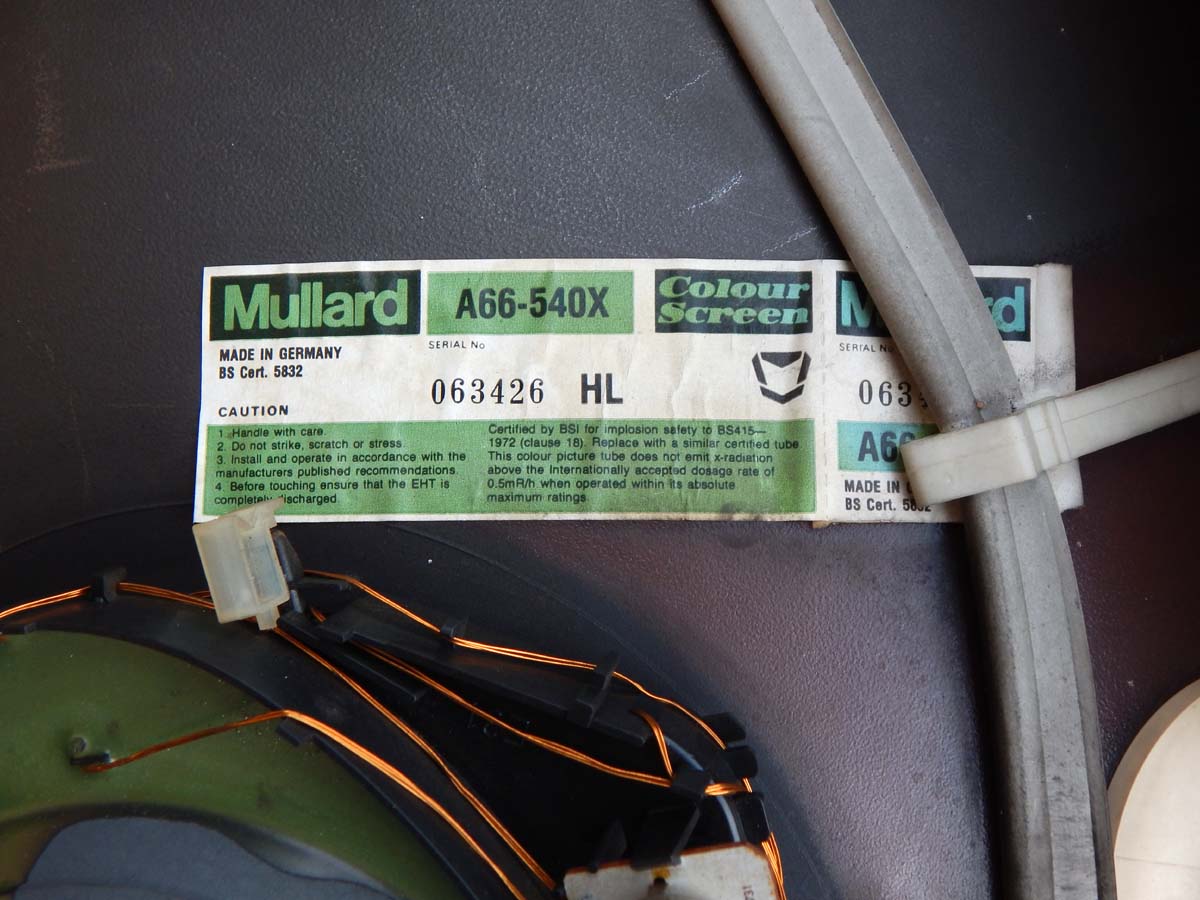 Mullard
A66-540X
Colour
Screen
MADE IN GERMANY
BS Cert. 5832
SERIAL No
063426 HL
CAUTION
1. Handle with care.
2. Do not strike, scratch or stress.
3. Install and operate in accordance with the
manufacturers published recommendations.
4. Before touching ensure that the EHT is
completely discharged.
Certified by BSI for implosion safety to BS415—
1972 (clause 18). Replace with a similar certified tube.
This colour picture tube does not emit x-radiation
above the Internationally accepted dosage rate of
0.5mR/h when operated within its absolute
maximum ratings.
M rd
SERIAL No
063
A66
MADE IN G
BS Cert. 5832